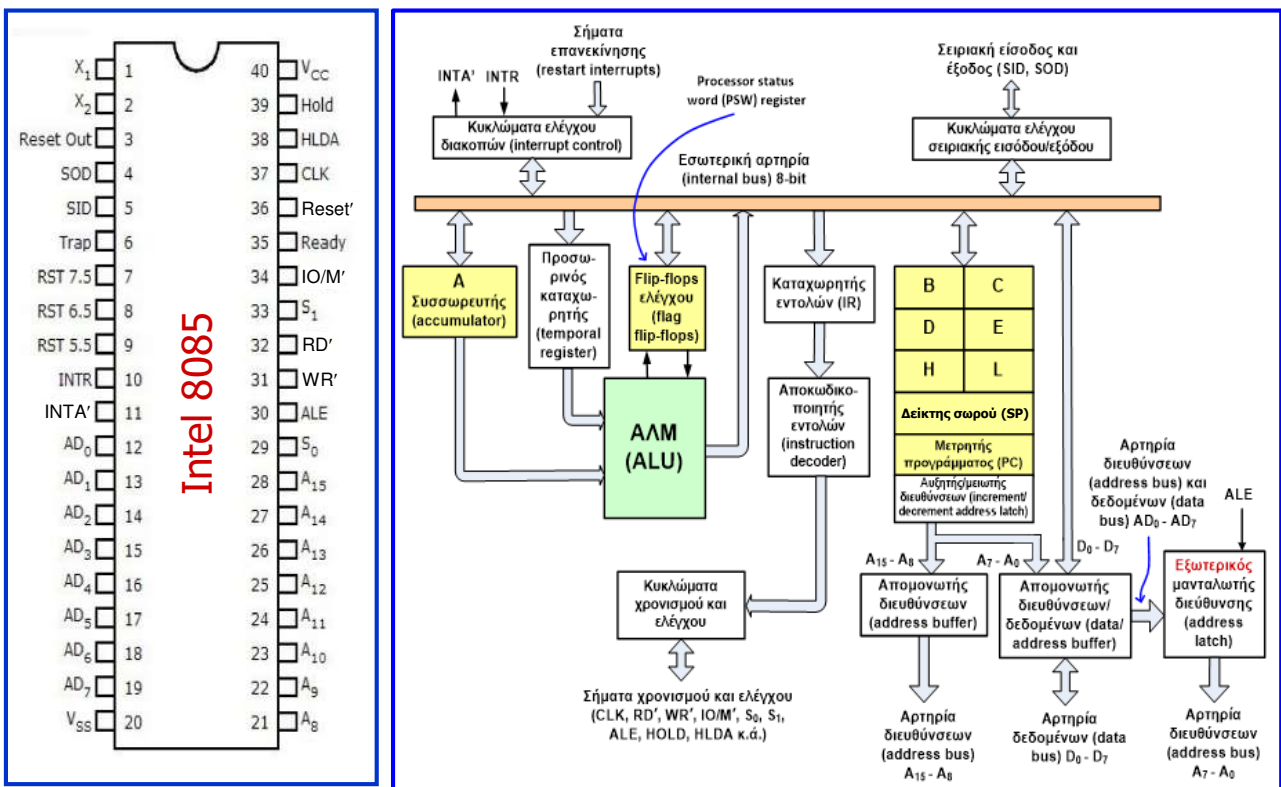 X1 1 40 VCC
X2 2 39 Hold
Reset Out 3 38 HLDA
SOD 4 37 CLK
SID 5 36 Reset′
Trap 6 35 Ready
RST 7.5 7 34 IO/M′
RST 6.5 8 33 S1
RST 5.5 9 32 RD′
INTR 10 31 WR′
INTA′ 11 30 ALE
AD0 12 29 S0
AD1 13 28 A15
AD2 14 27 A14
AD3 15 26 A13
AD4 16 25 A12
AD5 17 24 A11
AD6 18 23 A10
AD7 19 22 A9
VSS 20 21 A8
Intel 8085
Σήματα
επανεκίνησης
(restart interrupts)
INTA′ INTR
Κυκλώματα ελέγχου
διακοπών (interrupt control)
Processor status
word (PSW) register
Σειριακή είσοδος και
έξοδος (SID, SOD)
Κυκλώματα ελέγχου
σειριακής εισόδου/εξόδου
Εσωτερική αρτηρία
(internal bus) 8-bit
A
Συσσωρευτής
(accumulator)
Προσω-
ρινός
καταχω-
ρητής
(temporal
register)
Flip-flops
ελέγχου
(flag
flip-flops)
ΑΛΜ
(ALU)
Καταχωρητής
εντολών (IR)
Αποκωδικο-
ποιητής
εντολών
(instruction
decoder)
B C
D E
H L
Δείκτης σωρού (SP)
Μετρητής
προγράμματος (PC)
Αυξητής/μειωτής
διευθύνσεων (increment/
decrement address latch)
Αρτηρία
διευθύνσεων
(address bus) και
δεδομένων (data
bus) AD0 - AD7
ALE
A15 - A8
A7 - A0
D0 - D7
Κυκλώματα
χρονισμού και
ελέγχου
Απομονωτής
διευθύνσεων
(address buffer)
Απομονωτής
διευθύνσεων/
δεδομένων (data/
address buffer)
Εξωτερικός
μανταλωτής
διεύθυνσης
(address
latch)
Σήματα χρονισμού και ελέγχου
(CLK, RD′, WR′, IO/M′, S0, S1,
ALE, HOLD, HLDA κ.ά.)
Αρτηρία
διευθύνσεων
(address bus)
A15 - A8
Αρτηρία
δεδομένων (data
bus) D0 - D7
Αρτηρία
διευθύνσεων
(address bus)
A7 - A0